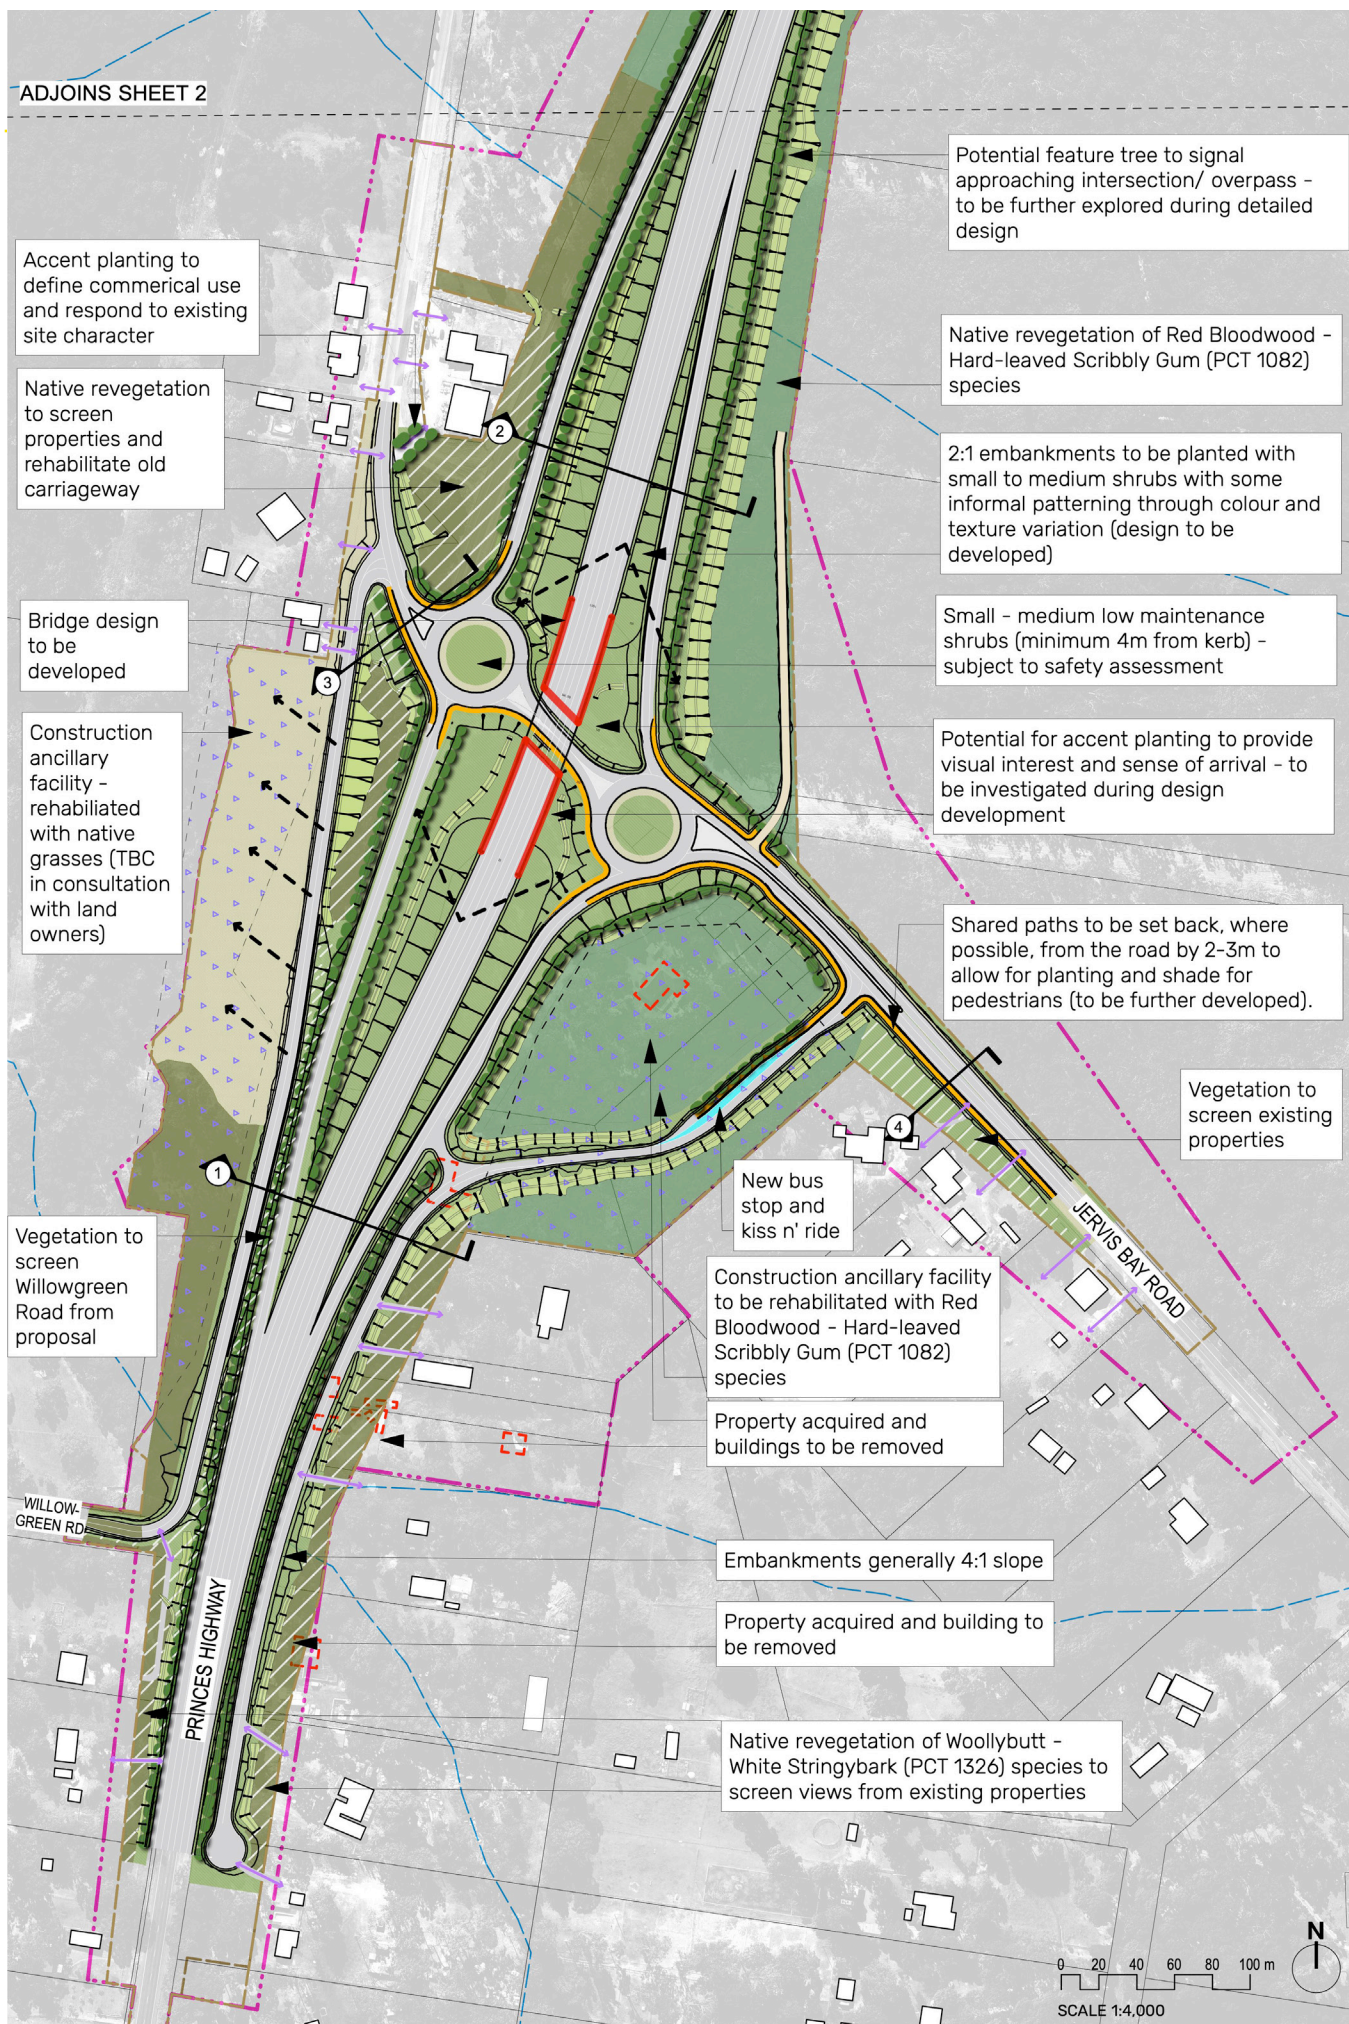 ADJOINS SHEET 2
Potential feature tree to signal
approaching intersection/ overpass -
to be further explored during detailed
design
Accent planting to
define commerical use
and respond to existing
site character
Native revegetation of Red Bloodwood -
Hard-leaved Scribbly Gum (PCT 1082)
species
Native revegetation
to screen
properties and
rehabilitate old
carriageway
2
2:1 embankments to be planted with
small to medium shrubs with some
informal patterning through colour and
texture variation (design to be
developed)
Bridge design
to be
developed
Small - medium low maintenance
shrubs (minimum 4m from kerb) -
subject to safety assessment
3
Construction
ancillary
facility -
rehabiliated
with native
grasses (TBC
in consultation
with land
owners)
Potential for accent planting to provide
visual interest and sense of arrival - to
be investigated during design
development
Shared paths to be set back, where
possible, from the road by 2-3m to
allow for planting and shade for
pedestrians (to be further developed).
Vegetation to
screen existing
properties
4
1
New bus
stop and
kiss n' ride
JERVIS BAY ROAD
Vegetation to
screen
Willowgreen
Road from
proposal
Construction ancillary facility
to be rehabilitated with Red
Bloodwood - Hard-leaved
Scribbly Gum (PCT 1082)
species
Property acquired and
buildings to be removed
WILLOW-
GREEN RD
Embankments generally 4:1 slope
PRINCES HIGHWAY
Property acquired and building to
be removed
Native revegetation of Woollybutt -
White Stringybark (PCT 1326) species to
screen views from existing properties
N
0 20 40 60 80 100 m
SCALE 1:4,000